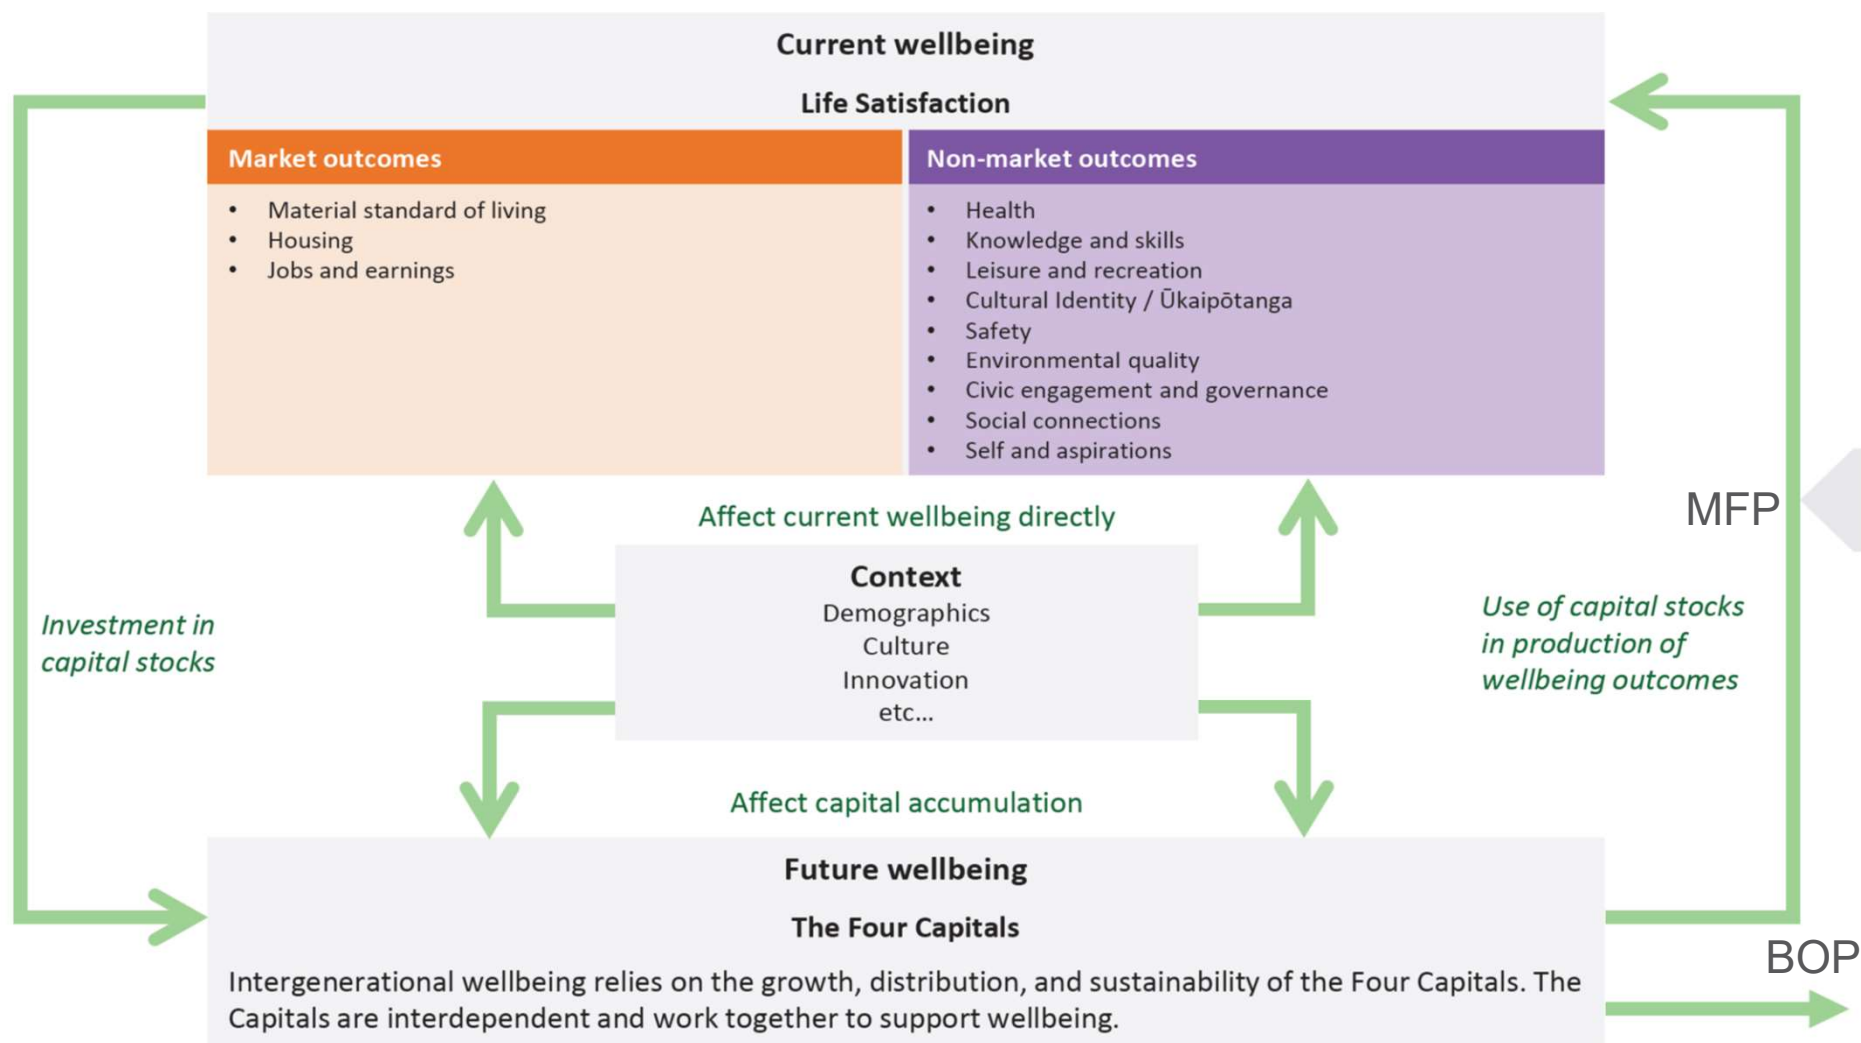 Current wellbeing
Life Satisfaction
Market outcomes
• Material standard of living
• Housing
• Jobs and earnings
Non-market outcomes
• Health
• Knowledge and skills
• Leisure and recreation
• Cultural Identity / Ūkaipōtanga
• Safety
• Environmental quality
• Civic engagement and governance
• Social connections
• Self and aspirations
Affect current wellbeing directly
MFP
Context
Demographics
Culture
Innovation
etc...
Investment in
capital stocks
Use of capital stocks
in production of
wellbeing outcomes
Affect capital accumulation
Future wellbeing
The Four Capitals
Intergenerational wellbeing relies on the growth, distribution, and sustainability of the Four Capitals. The
Capitals are interdependent and work together to support wellbeing.
BOP